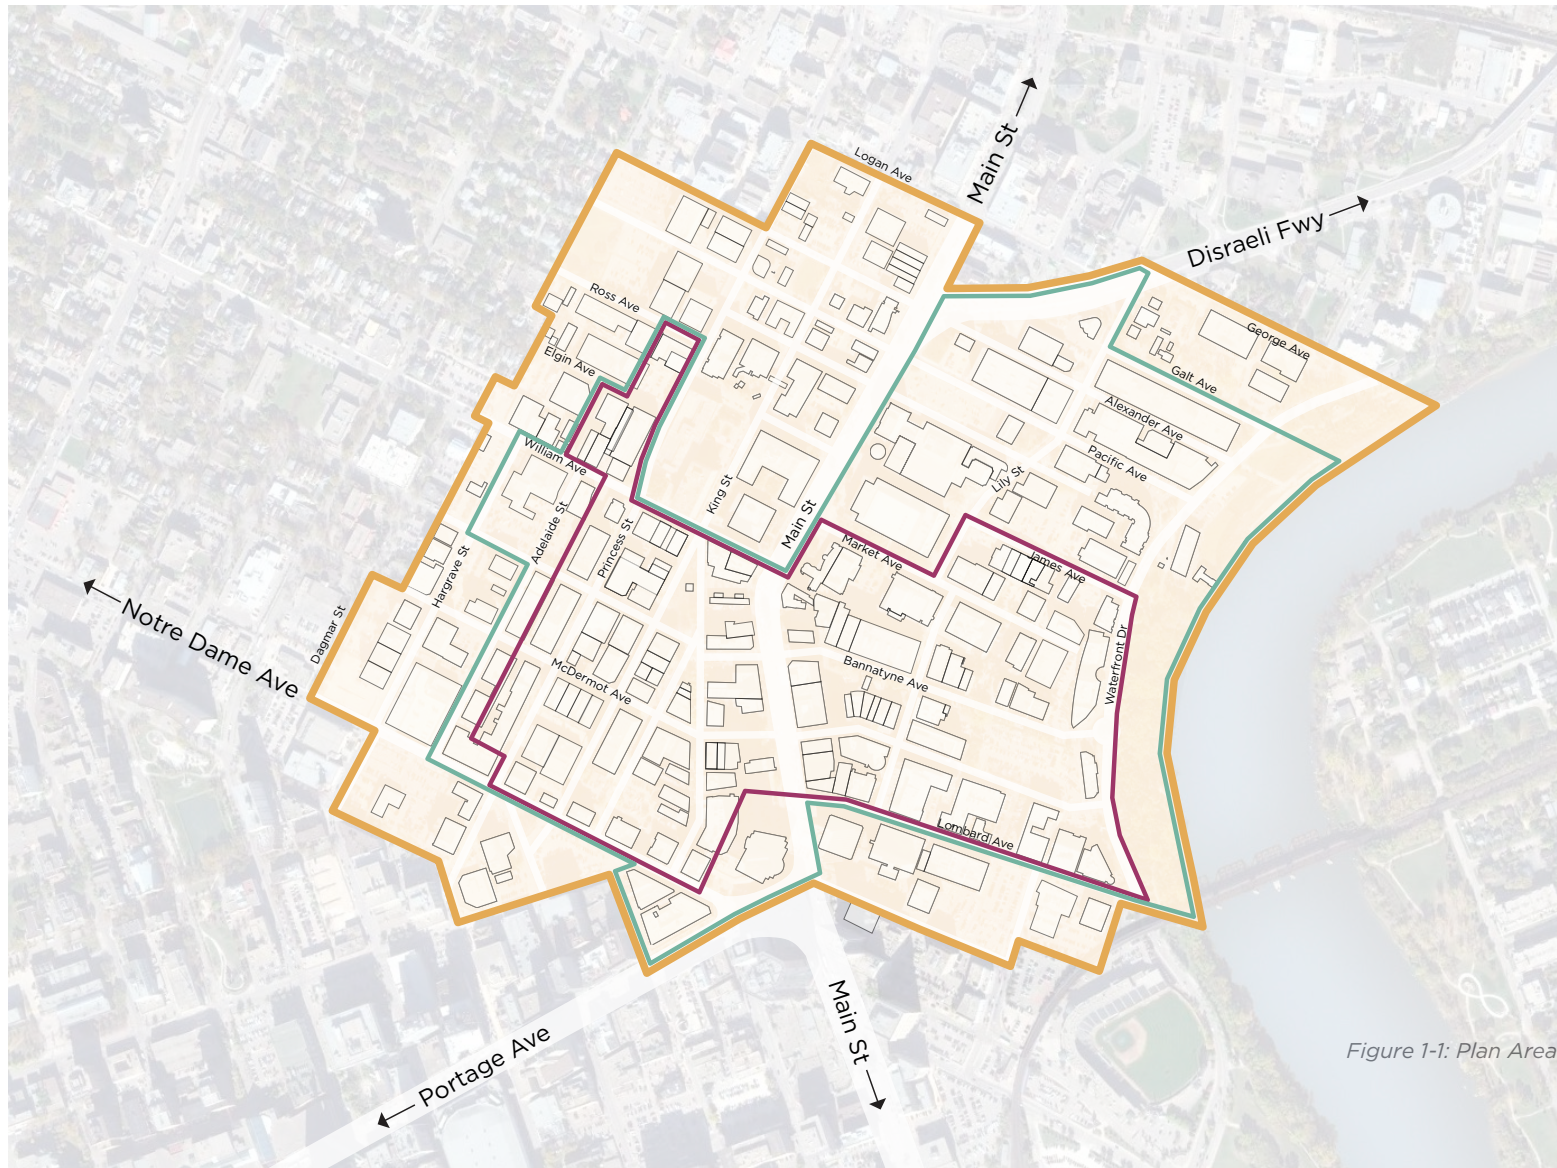 Logan Ave
Main St
Disraeli Fwy
Ross Ave
George Ave
Elgin Ave
Galt Ave
Alexander Ave
William Ave
Pacific Ave
Lily St
King St
Adelaide St
Princess St
Main St
Market Ave
James Ave
Hargrave St
Dagmar St
Notre Dame Ave
McDermot Ave
Bannatyne Ave
Waterfront Dr
Lombard Ave
Main St
Portage Ave
Figure 1-1: Plan Area